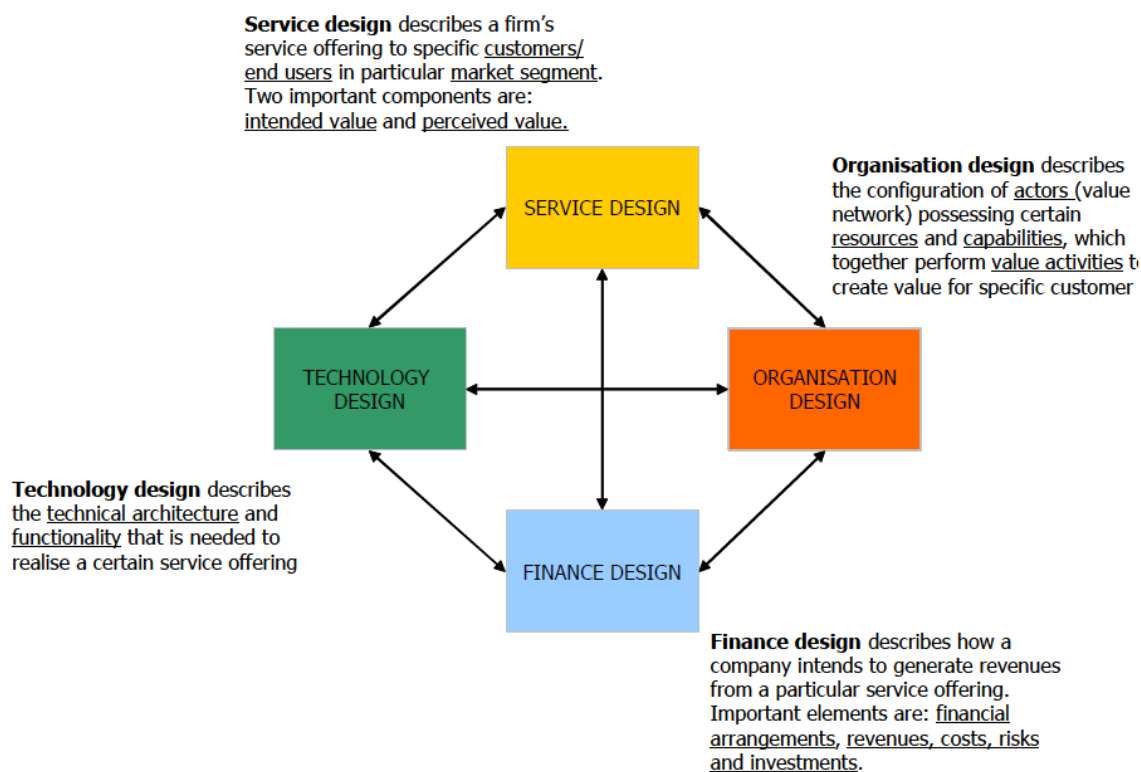 Service design describes a firm's
service offering to specific customers/
end users in particular market segment.
Two important components are:
intended value and perceived value.
SERVICE DESIGN
Organisation design describes
the configuration of actors (value
network) possessing certain
resources and capabilities, which
together perform value activities t
create value for specific customer
TECHNOLOGY
DESIGN
ORGANISATION
DESIGN
Technology design describes
the technical architecture and
functionality that is needed to
realise a certain service offering
FINANCE DESIGN
Finance design describes how a
company intends to generate revenues
from a particular service offering.
Important elements are: financial
arrangements, revenues, costs, risks
and investments.